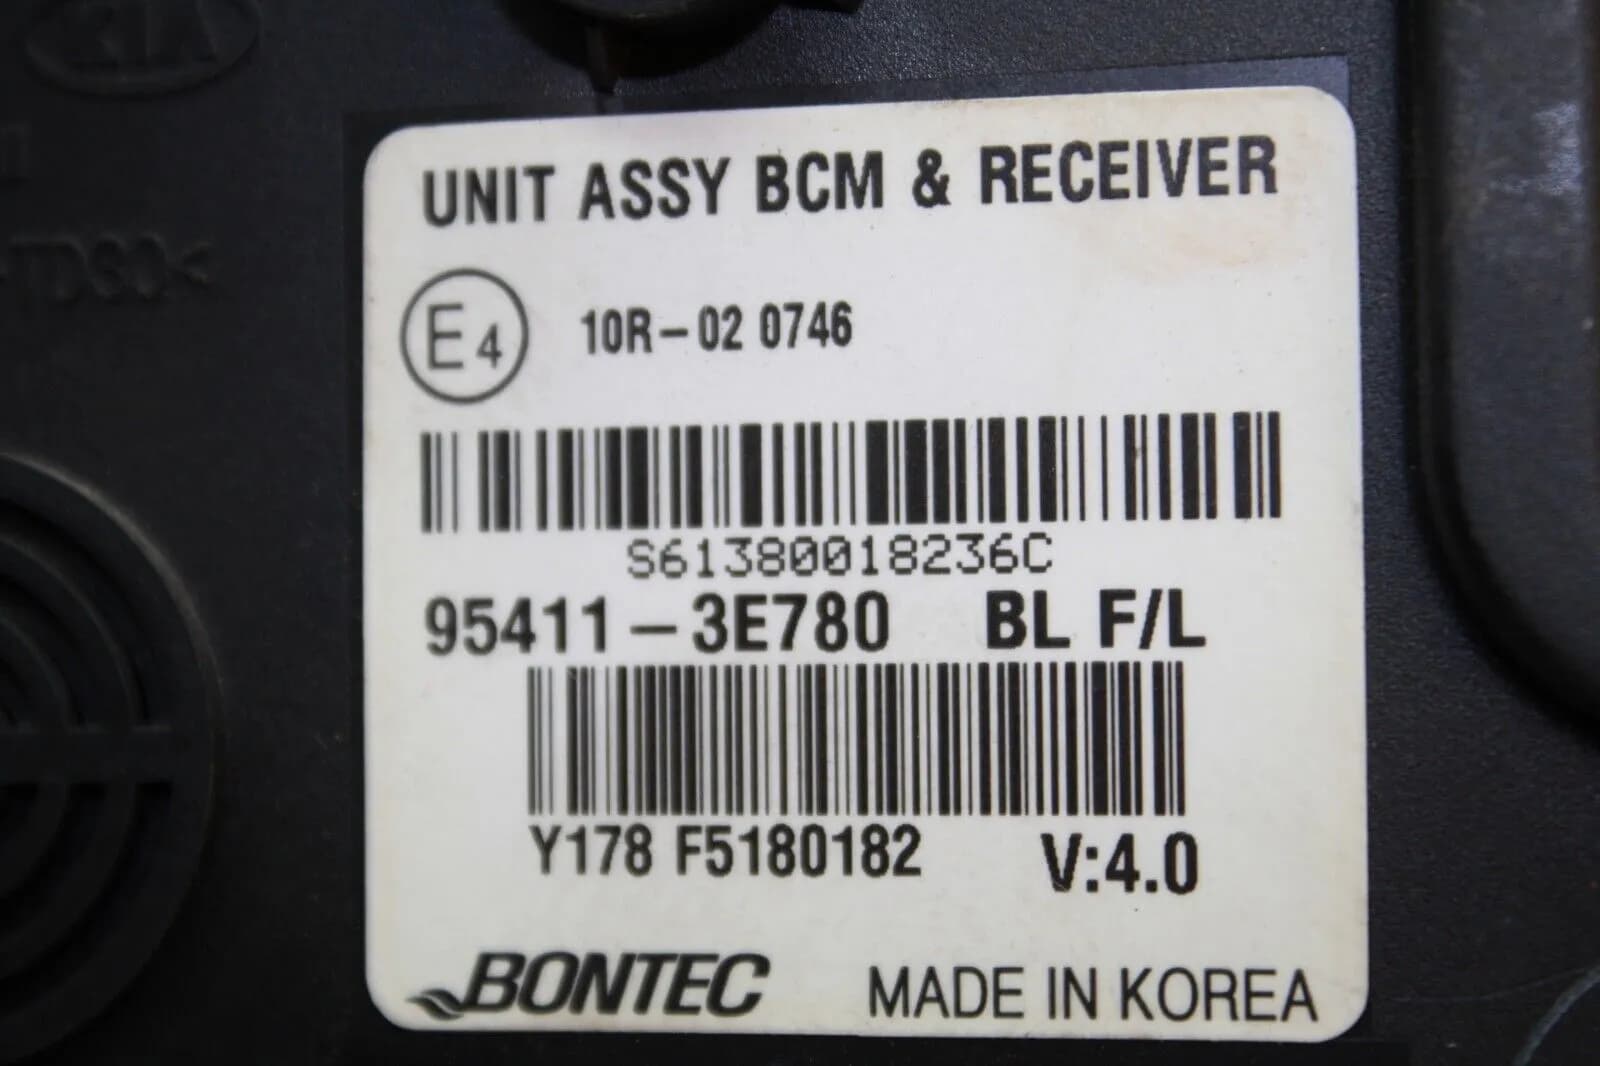 KIA
UNIT ASSY BCM & RECEIVER
E4 10R-02 0746
S61380018236C
95411-3E780 BL F/L
Y178 F5180182 V:4.0
BONTEC MADE IN KOREA